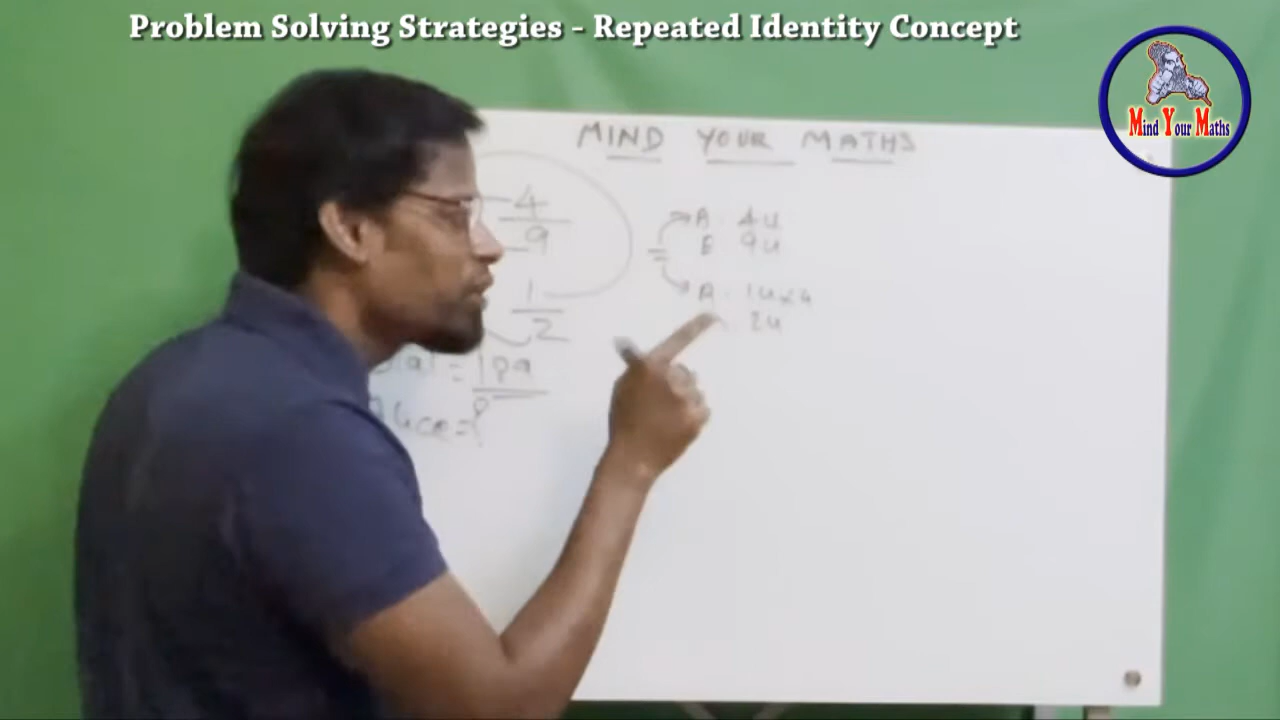 Problem Solving Strategies - Repeated Identity Concept
Mind Your Maths
MIND YOUR MATHS
4
9
1
2
A 4u
E 9u
A 1u×4
2u
= 189